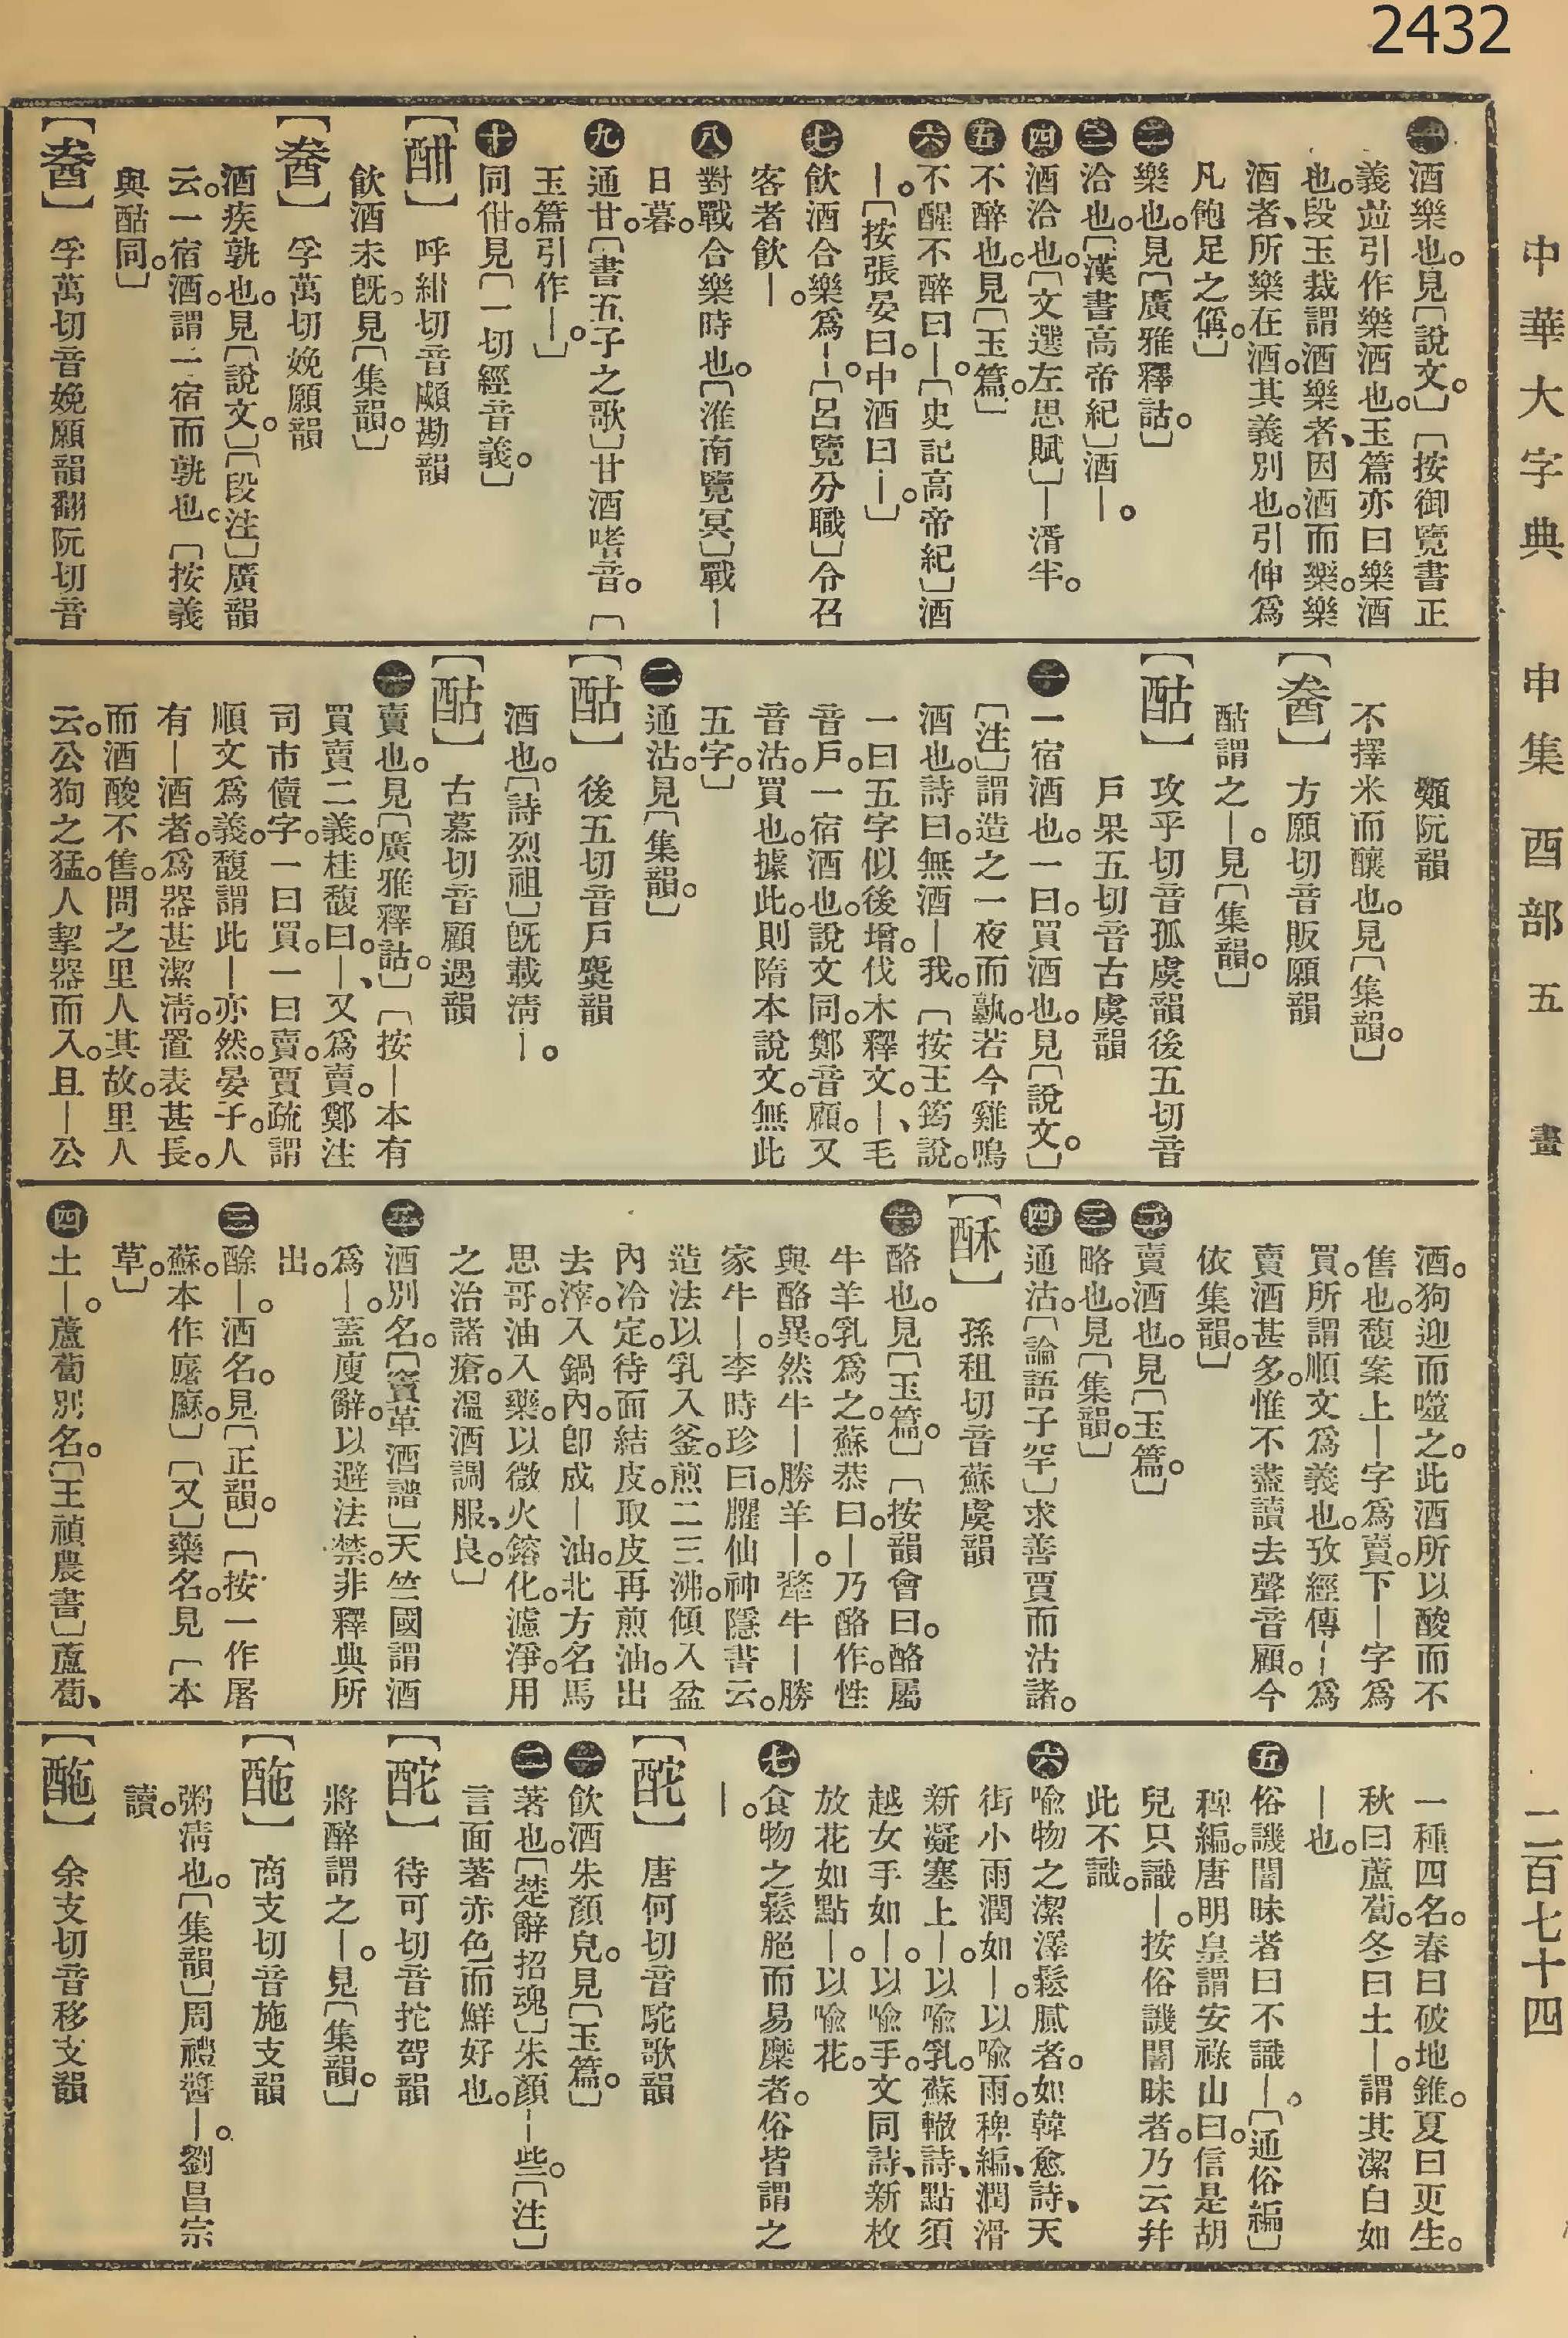 2432
中華大字典　申集　酉部　五畫　二百七十四
㊀酒樂也。見〔說文。〕〔按御覽書正
義竝引作樂酒也。玉篇亦曰樂酒
也。段玉裁謂酒樂者、因酒而樂。樂
酒者、所樂在酒。其義別也。引伸爲
凡飽足之偁。〕
㊁樂也。見〔廣雅釋詁。〕
㊂洽也。〔漢書高帝紀〕酒―。
㊃酒洽也。〔文選左思賦〕―湑半。
㊄不醉也。見〔玉篇。〕
㊅不醒不醉曰―。〔史記高帝紀〕酒
―。〔按張晏曰。中酒曰―。〕
㊆飲酒合樂爲―。〔呂覽分職〕令召
客者飲―。
㊇對戰合樂時也。〔淮南覽冥〕戰―
日暮。
㊈通甘。〔書五子之歌〕甘酒嗜音。〔
玉篇引作―。〕
㊉同佄。見〔一切經音義。〕
【酣】　呼紺切音顑勘韻
飲酒未旣。見〔集韻。〕
【㫟】　孚萬切娩願韻
酒疾孰也。見〔說文。〕〔段注〕廣韻
云。一宿酒。謂一宿而孰也。〔按義
與酤同。〕
　孚萬切音娩願韻翻阮切音
　䫶阮韻
不擇米而釀也。見〔集韻。〕
　方願切音販願韻
酤謂之―。見〔集韻。〕
【酤】　攻乎切音孤虞韻後五切音
戶果五切音古虞韻
㊀一宿酒也。一曰。買酒也。見〔說文。〕
〔注〕謂造之一夜而孰。若今雞鳴
酒也。詩曰。無酒―我。〔按王筠說。
一曰五字似後增。伐木釋文。―、毛
音戶。一宿酒也。說文同。鄭音顧。又
音沽。買也。據此。則隋本說文。無此
五字。〕
㊁通沽。見〔集韻。〕
【酤】　後五切音戶麌韻
酒也。〔詩烈祖〕旣載淸―。
【酤】　古慕切音顧遇韻
㊀賣也。見〔廣雅釋詁。〕〔按―本有
買賣二義。桂馥曰。―、又爲賣。鄭注
司市儥字。一曰買。一曰賣。賈疏謂
順文爲義。馥謂此―亦然。晏子。人
有―酒者。爲器甚潔淸。置表甚長。
而酒酸不售。問之里人其故。里人
云。公狗之猛。人挈器而入。且―公
酒。狗迎而噬之。此酒所以酸而不
售也。馥案上―字爲賣。下―字爲
買。所謂順文爲義也。攷經傳―爲
賣酒甚多。惟不盡讀去聲音顧。今
依集韻。〕
㊁賣酒也。見〔玉篇。〕
㊂略也。見〔集韻。〕
㊃通沽。〔論語子罕〕求善賈而沽諸。
【酥】　孫租切音蘇虞韻
㊀酪也。見〔玉篇。〕〔按韻會曰。酪屬
牛羊乳爲之。蘇恭曰。―乃酪作。性
與酪異。然牛―勝羊―。犛牛―勝
家牛―。李時珍曰。臞仙神隱書云。
造法以乳入釜。煎二三沸。傾入盆
內冷定。待面結皮。取皮再煎油。出
去滓。入鍋內。卽成―油。北方名馬
思哥。油入藥。以微火鎔化。濾淨。用
之治諸瘡。溫酒調服、良。〕
㊁酒別名。〔竇革酒譜〕天竺國謂酒
爲―。蓋廋辭。以避法禁。非釋典所
出。
㊂酴―。酒名。見〔正韻。〕〔按一作屠
蘇。本作廜㢝。〕〔又〕藥名。見〔本
草。〕
㊃土―。蘆萄別名。〔王禎農書〕蘆萄、
一種四名。春曰破地錐。夏曰夏生。
秋曰蘆萄。冬曰土―。謂其潔白如
―也。
㊄俗譏闇昧者曰不識―。〔通俗編〕
稗編。唐明皇謂安祿山曰。信是胡
兒只識―。按俗譏闇昧者。乃云幷
此不識。
㊅喩物之潔澤鬆膩者。如韓愈詩、天
街小雨潤如―。以喩雨。稗編、潤滑
新凝塞上―。以喩乳。蘇轍詩、點須
越女手如―。以喩手。文同詩、新枚
放花如點―。以喩花。
㊆食物之鬆脆而易糜者。俗皆謂之
―。
【酡】　唐何切音駝歌韻
㊀飮酒朱顏皃。見〔玉篇。〕
㊁著也。〔楚辭招魂〕朱顏―些。〔注〕
言面著赤色而鮮好也。
【酡】　待可切音拕哿韻
將醉謂之―。見〔集韻。〕
【酏】　商支切音施支韻
粥淸也。〔集韻〕周禮醬―。劉昌宗
讀。
【酏】　余支切音移支韻